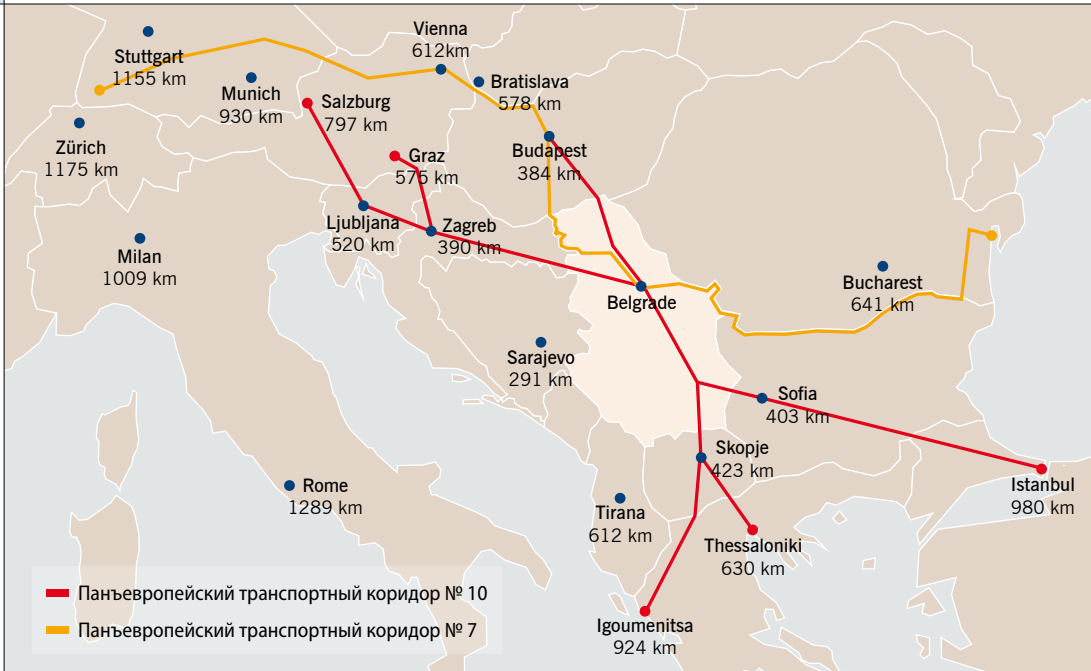 Stuttgart
1155 km
Vienna
612km
Munich
930 km
Bratislava
578 km
Salzburg
797 km
Zürich
1175 km
Graz
575 km
Budapest
384 km
Ljubljana
520 km
Zagreb
390 km
Milan
1009 km
Bucharest
641 km
Belgrade
Sarajevo
291 km
Sofia
403 km
Skopje
423 km
Istanbul
980 km
Rome
1289 km
Tirana
612 km
Thessaloniki
630 km
Igoumenitsa
924 km
Панъевропейский транспортный коридор № 10
Панъевропейский транспортный коридор № 7